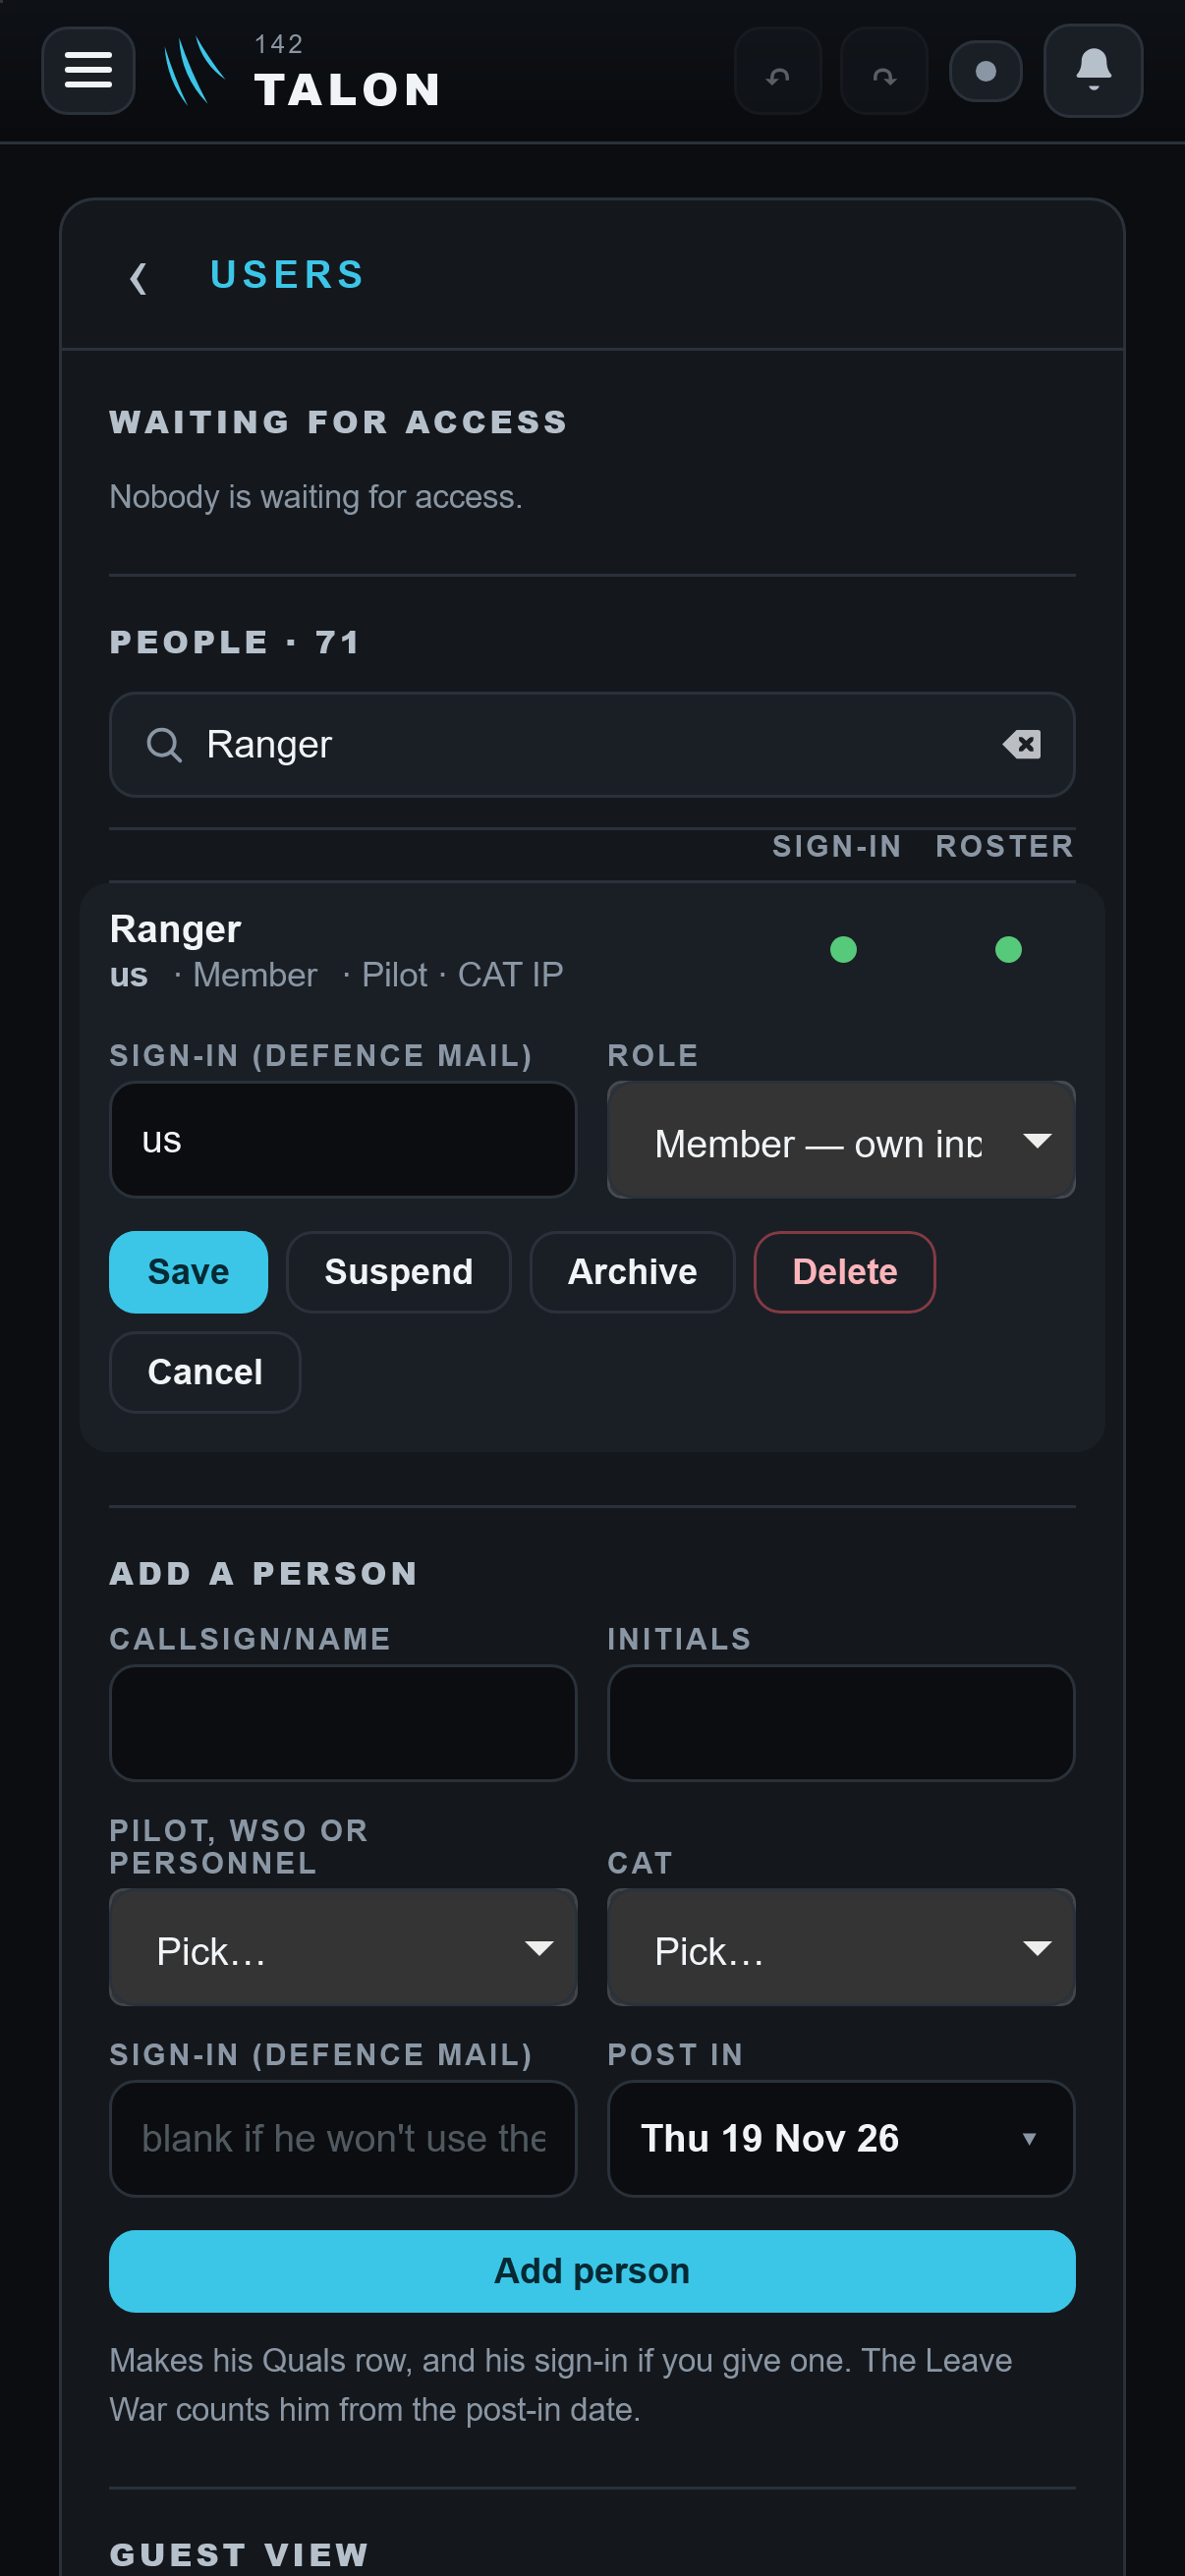 142
TALON
USERS
WAITING FOR ACCESS
Nobody is waiting for access.
PEOPLE · 71
Ranger
SIGN-IN ROSTER
Ranger
us · Member · Pilot · CAT IP
SIGN-IN (DEFENCE MAIL) ROLE
us Member — own inp
Save Suspend Archive Delete
Cancel
ADD A PERSON
CALLSIGN/NAME INITIALS
PILOT, WSO OR
PERSONNEL CAT
Pick... Pick...
SIGN-IN (DEFENCE MAIL) POST IN
blank if he won't use the Thu 19 Nov 26
Add person
Makes his Quals row, and his sign-in if you give one. The Leave
War counts him from the post-in date.
GUEST VIEW